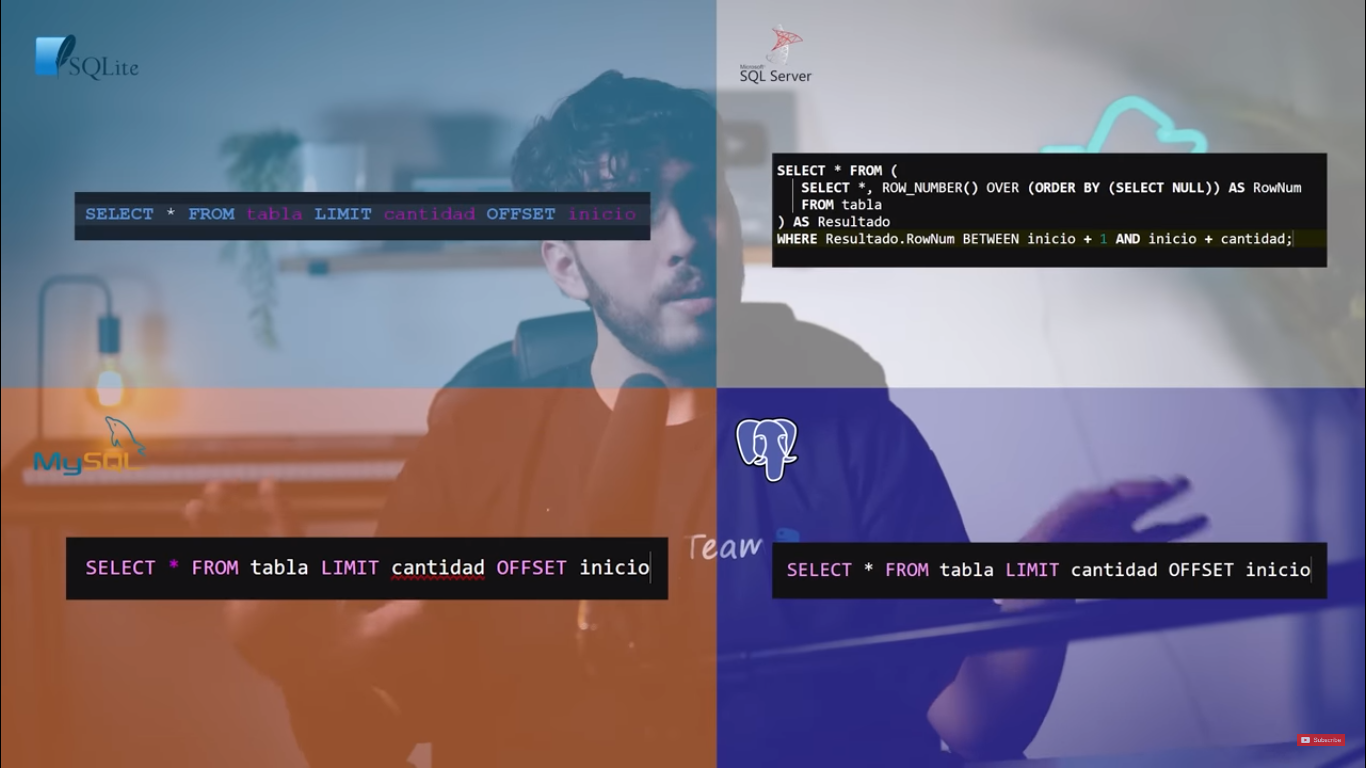 SQLite
SELECT * FROM tabla LIMIT cantidad OFFSET inicio
Microsoft
SQL Server
SELECT * FROM (
SELECT *, ROW_NUMBER() OVER (ORDER BY (SELECT NULL)) AS RowNum
FROM tabla
) AS Resultado
WHERE Resultado.RowNum BETWEEN inicio + 1 AND inicio + cantidad;
MySQL
SELECT * FROM tabla LIMIT cantidad OFFSET inicio
Team
SELECT * FROM tabla LIMIT cantidad OFFSET inicio
Subscribe